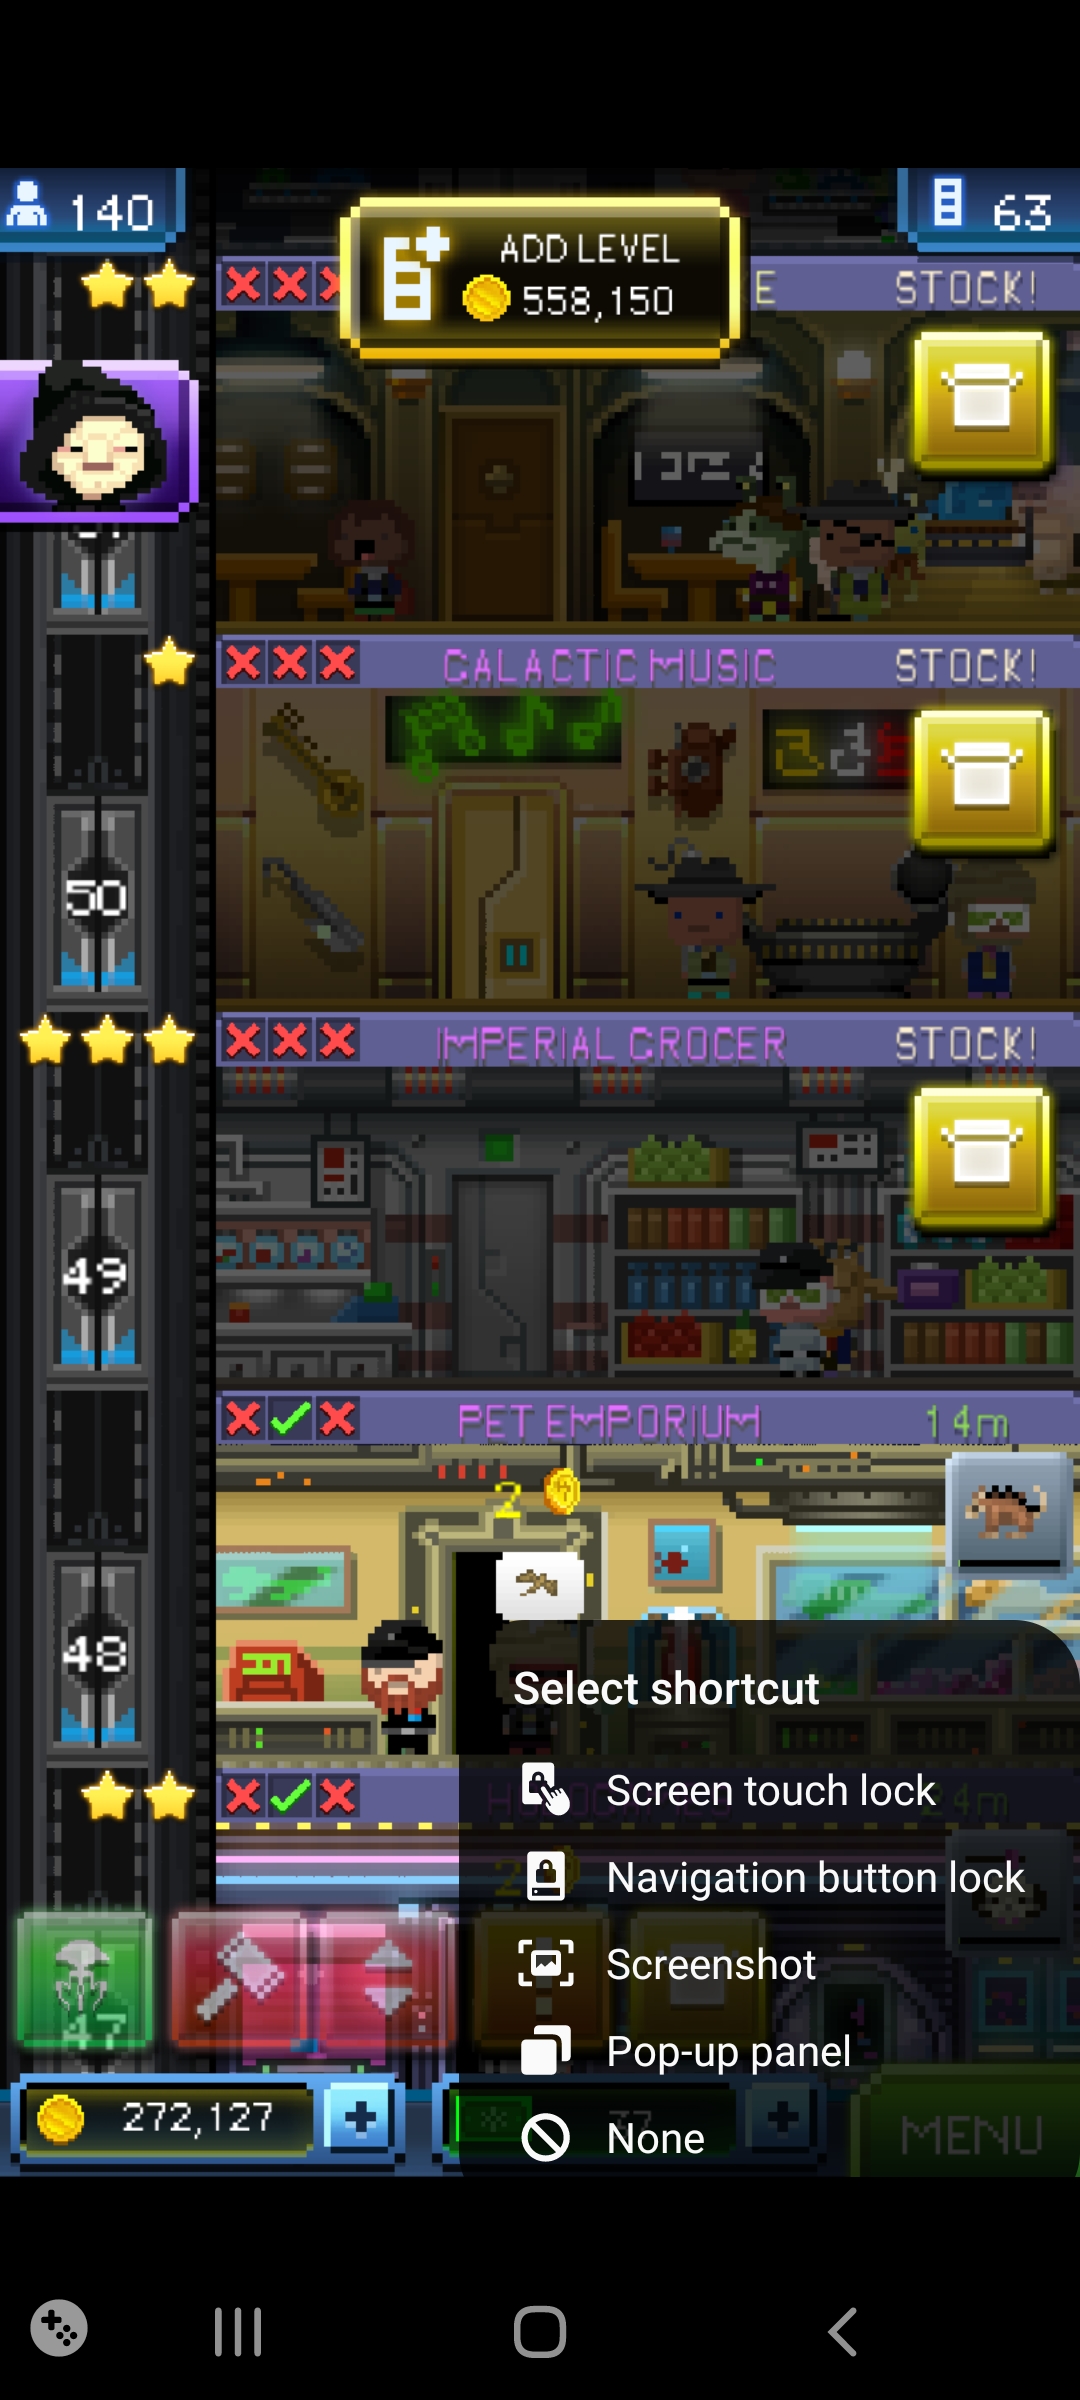 140
ADD LEVEL
558,150
63
E STOCK!
GALACTIC MUSIC STOCK!
50
IMPERIAL GROCER STOCK!
49
PET EMPORIUM 14m
2
48
Select shortcut
Screen touch lock
24m
Navigation button lock
2
Screenshot
47
Pop-up panel
272,127
37
None
MENU